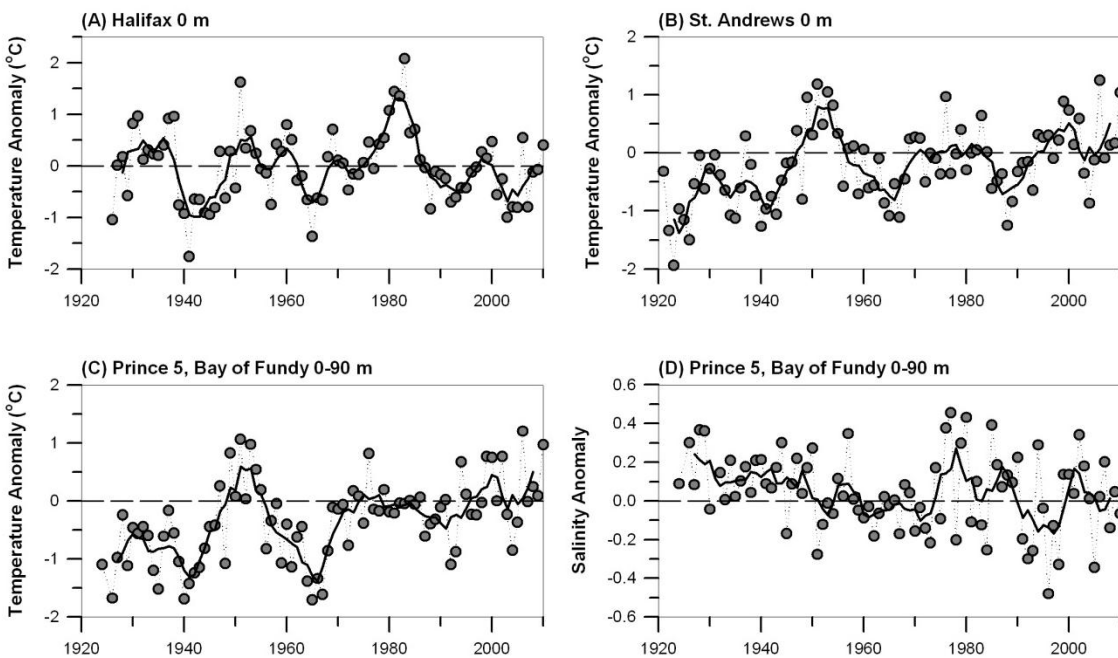 (A) Halifax 0 m
Temperature Anomaly (°C)
2
1
0
-1
-2
1920 1940 1960 1980 2000
(B) St. Andrews 0 m
Temperature Anomaly (°C)
2
1
0
-1
-2
1920 1940 1960 1980 2000
(C) Prince 5, Bay of Fundy 0-90 m
Temperature Anomaly (°C)
2
1
0
-1
-2
1920 1940 1960 1980 2000
(D) Prince 5, Bay of Fundy 0-90 m
Salinity Anomaly
0.6
0.4
0.2
0.0
-0.2
-0.4
-0.6
1920 1940 1960 1980 2000